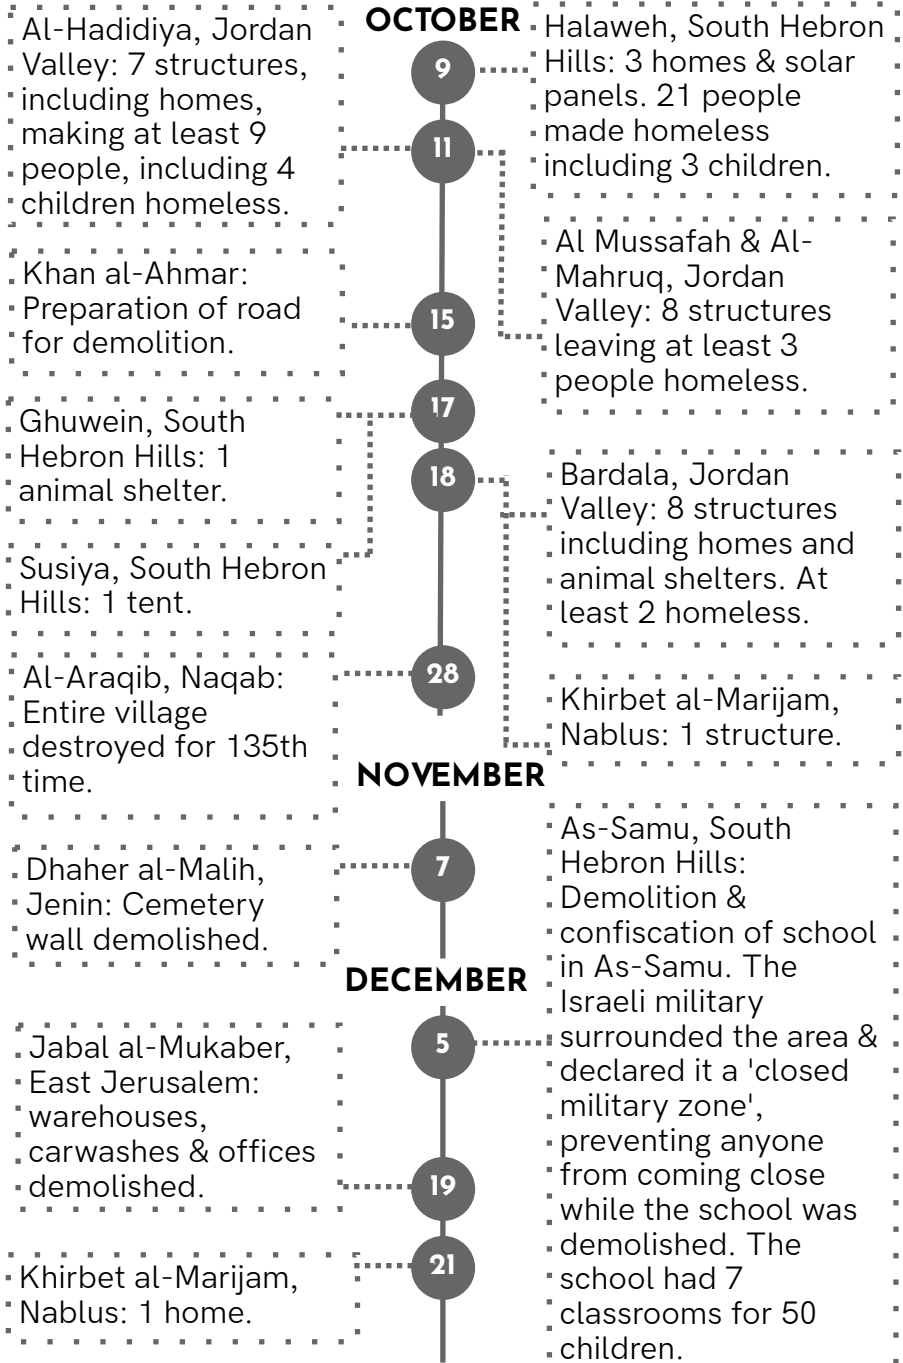 OCTOBER
9
Halaweh, South Hebron
Hills: 3 homes & solar
panels. 21 people
made homeless
including 3 children.
11
Al-Hadidiya, Jordan
Valley: 7 structures,
including homes,
making at least 9
people, including 4
children homeless.
Al Mussafah & Al-
Mahruq, Jordan
Valley: 8 structures
leaving at least 3
people homeless.
15
Khan al-Ahmar:
Preparation of road
for demolition.
17
Ghuwein, South
Hebron Hills: 1
animal shelter.
Susiya, South Hebron
Hills: 1 tent.
18
Bardala, Jordan
Valley: 8 structures
including homes and
animal shelters. At
least 2 homeless.
Khirbet al-Marijam,
Nablus: 1 structure.
28
Al-Araqib, Naqab:
Entire village
destroyed for 135th
time.
NOVEMBER
7
Dhaher al-Malih,
Jenin: Cemetery
wall demolished.
DECEMBER
5
As-Samu, South
Hebron Hills:
Demolition &
confiscation of school
in As-Samu. The
Israeli military
surrounded the area &
declared it a 'closed
military zone',
preventing anyone
from coming close
while the school was
demolished. The
school had 7
classrooms for 50
children.
19
Jabal al-Mukaber,
East Jerusalem:
warehouses,
carwashes & offices
demolished.
21
Khirbet al-Marijam,
Nablus: 1 home.